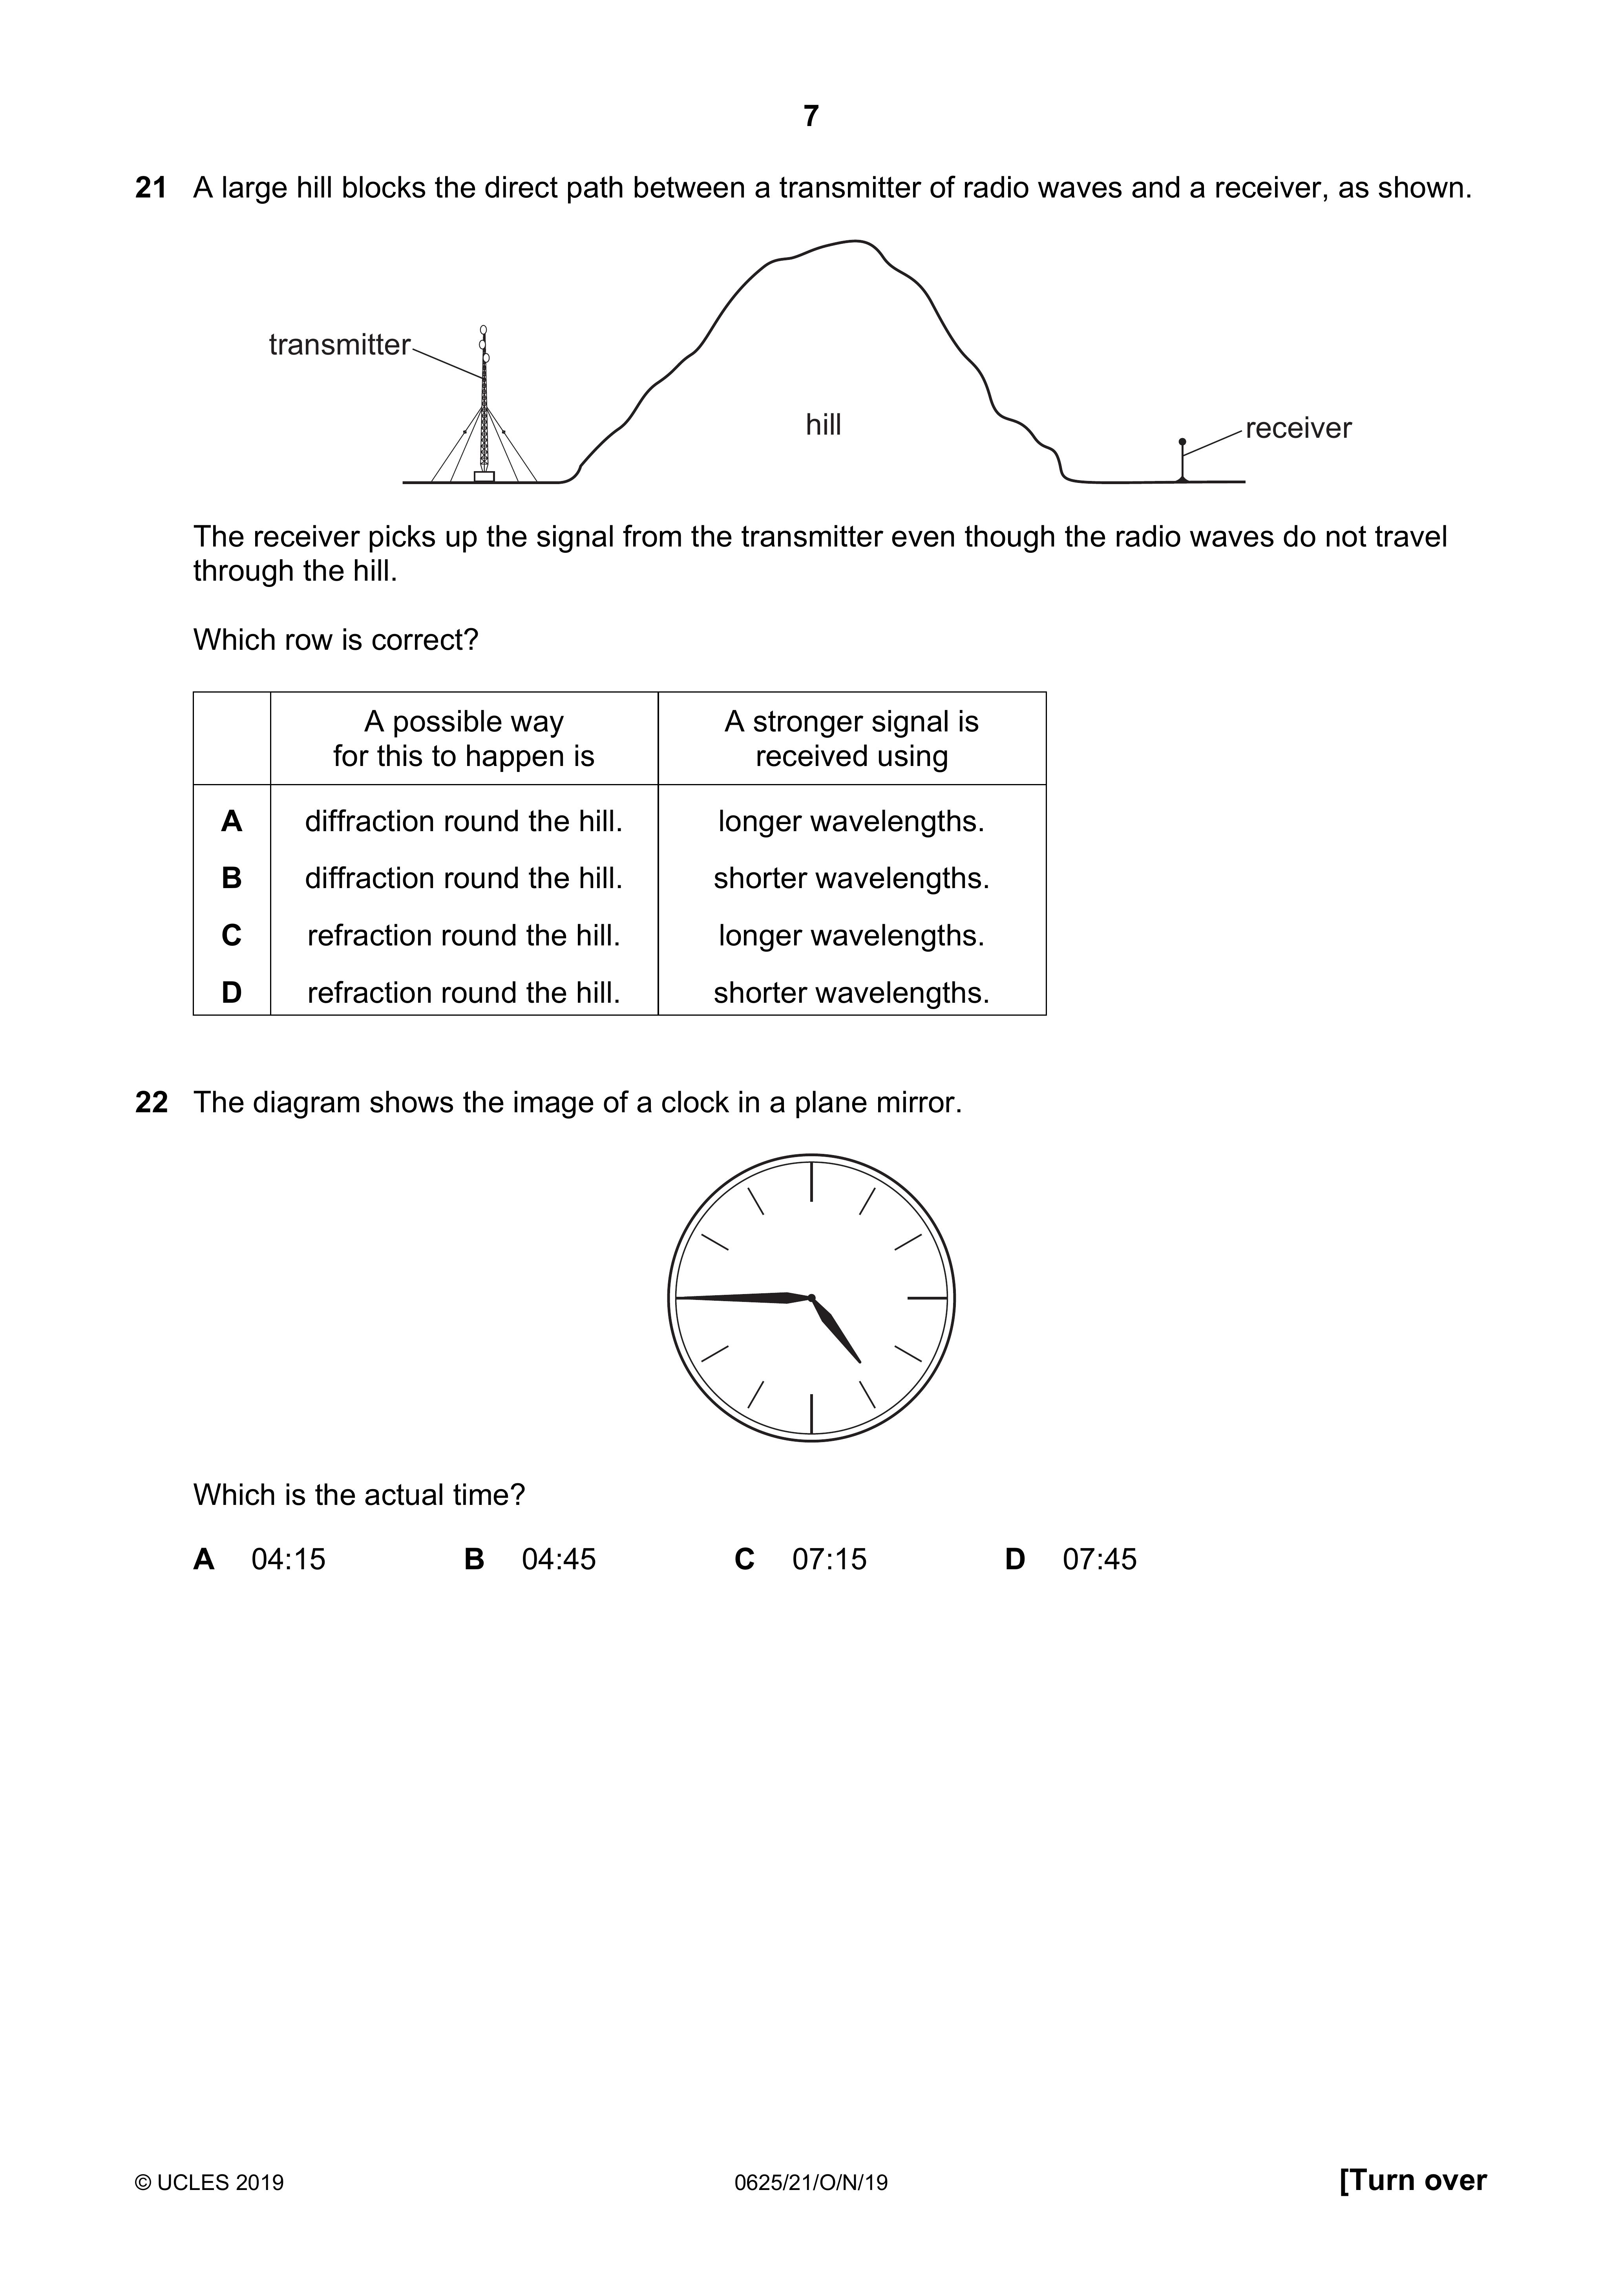 7
21 A large hill blocks the direct path between a transmitter of radio waves and a receiver, as shown.
transmitter
hill
receiver
The receiver picks up the signal from the transmitter even though the radio waves do not travel
through the hill.
Which row is correct?
A possible way
for this to happen is
A stronger signal is
received using
A diffraction round the hill. longer wavelengths.
B diffraction round the hill. shorter wavelengths.
C refraction round the hill. longer wavelengths.
D refraction round the hill. shorter wavelengths.
22 The diagram shows the image of a clock in a plane mirror.
Which is the actual time?
A 04:15 B 04:45 C 07:15 D 07:45
© UCLES 2019 0625/21/O/N/19 [Turn over